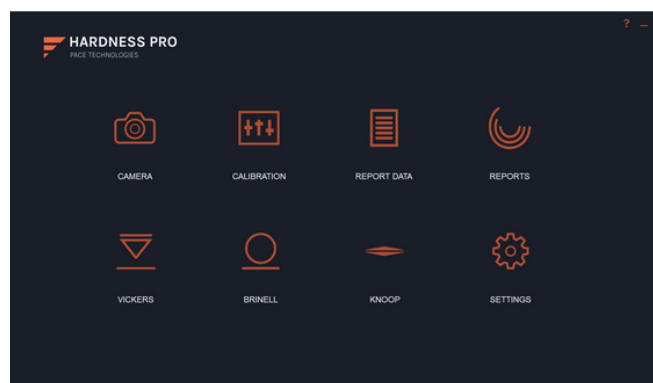 HARDNESS PRO
PACE TECHNOLOGIES
?
CAMERA
CALIBRATION
REPORT DATA
REPORTS
VICKERS
BRINELL
KNOOP
SETTINGS